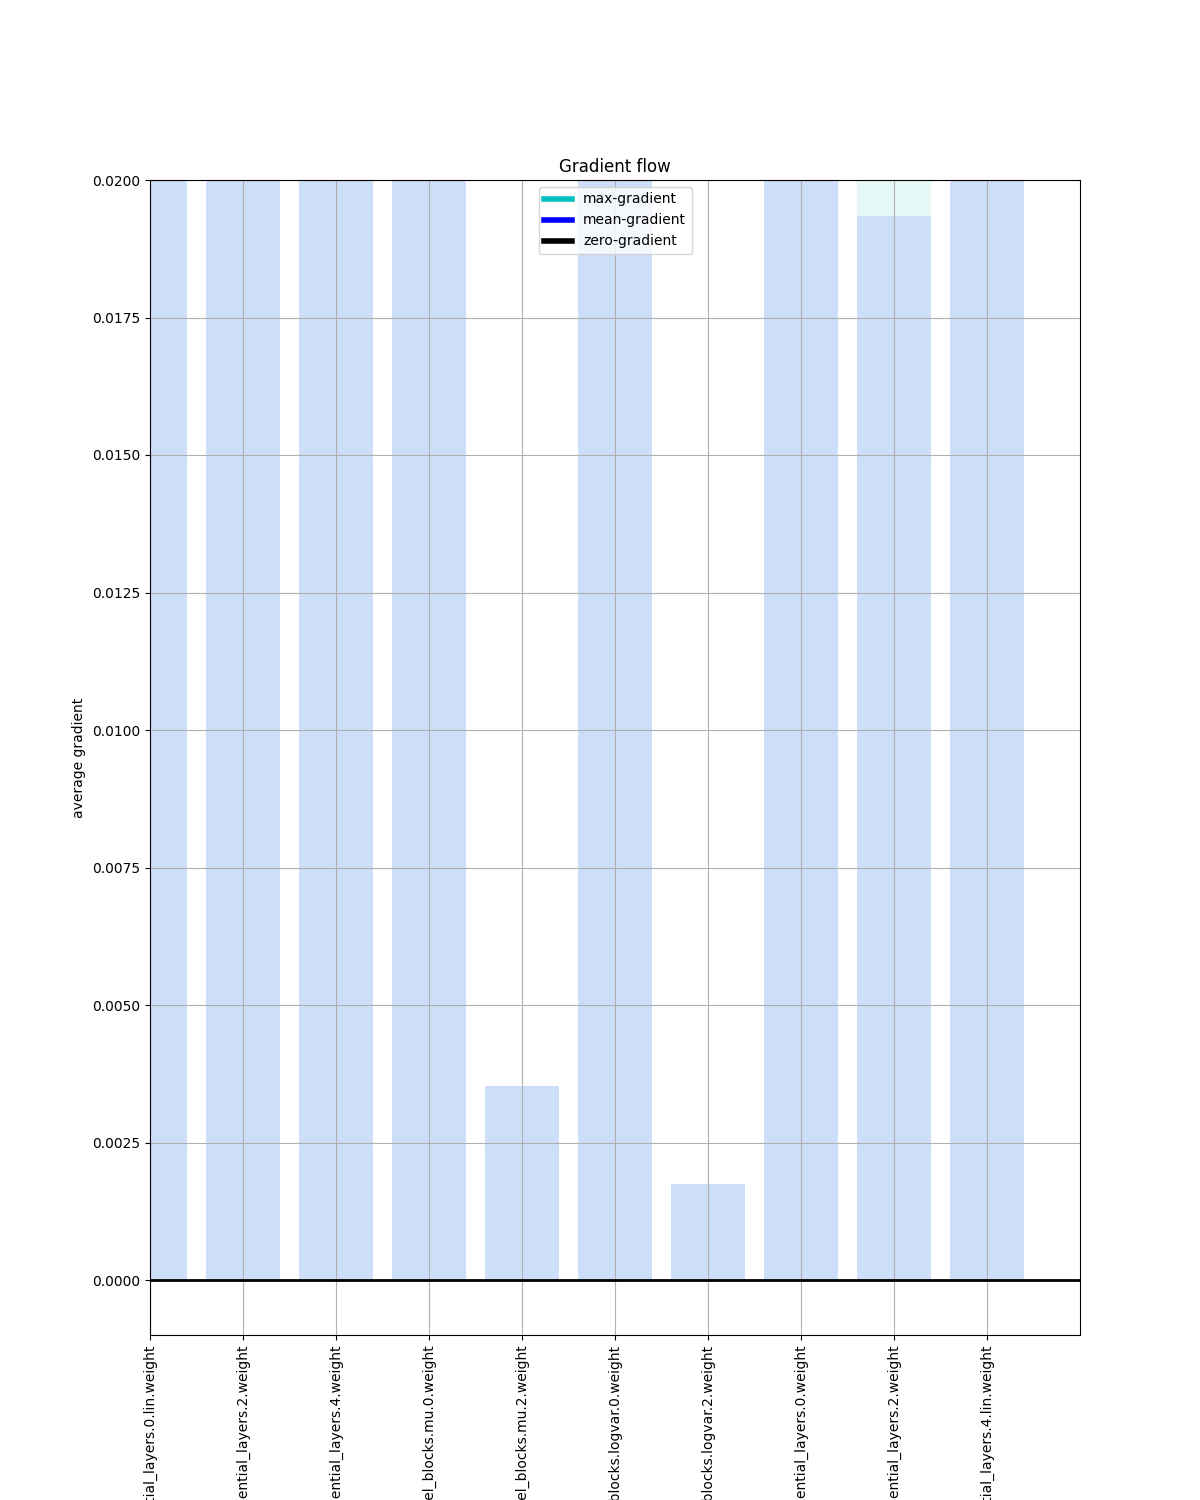 Gradient flow
max-gradient
mean-gradient
zero-gradient
average gradient
0.0200
0.0175
0.0150
0.0125
0.0100
0.0075
0.0050
0.0025
0.0000
tial_layers.0.lin.weight
ential_layers.2.weight
ential_layers.4.weight
el_blocks.mu.0.weight
el_blocks.mu.2.weight
blocks.logvar.0.weight
blocks.logvar.2.weight
ential_layers.0.weight
ential_layers.2.weight
tial_layers.4.lin.weight